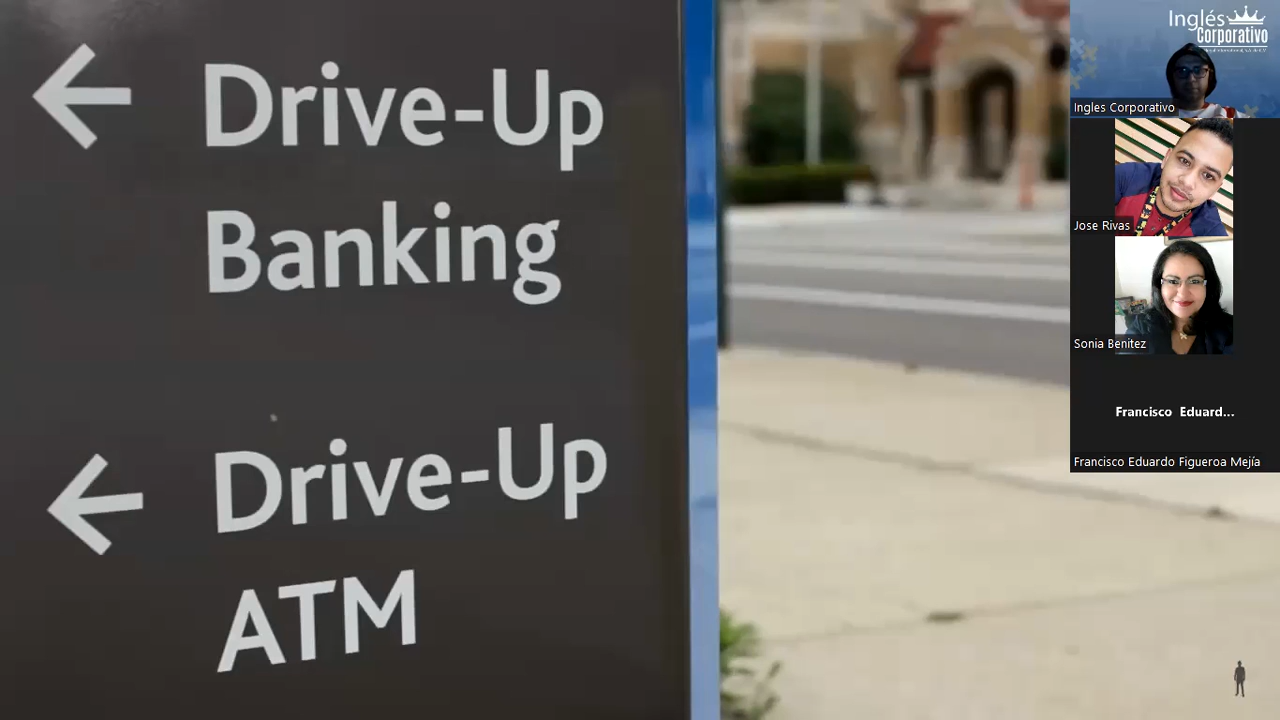 Drive-Up
Banking
Drive-Up
ATM
Inglés
Corporativo
Ingles Corporativo
Jose Rivas
Sonia Benitez
Francisco Eduard...
Francisco Eduardo Figueroa Mejía